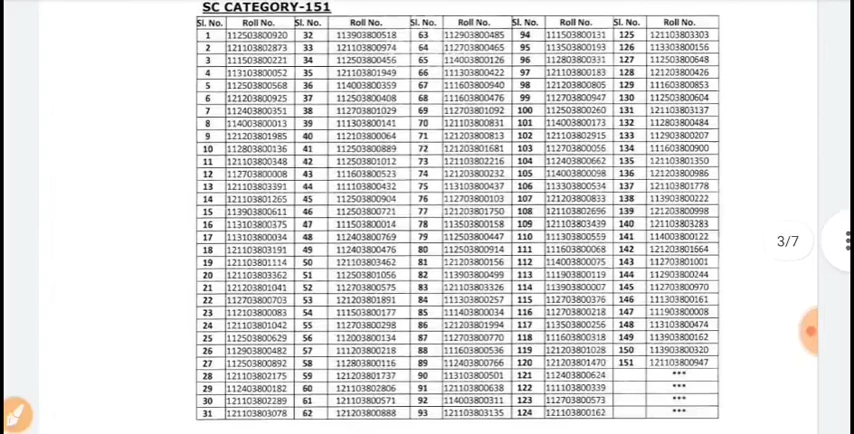 SC CATEGORY-151
Sl. No. Roll No. Sl. No. Roll No. Sl. No. Roll No. Sl. No. Roll No. Sl. No. Roll No.
1 112503800920 32 113903800518 63 112903800485 94 111503800131 125 121103803303
2 121103802873 33 121103800974 64 112703800465 95 113503800193 126 113303800156
3 111503800221 34 112503800456 65 114003800126 96 112803800331 127 112503800648
4 113103800052 35 121103801949 66 111303800422 97 121103800183 128 121203800426
5 112503800568 36 114003800359 67 111603800940 98 121203800805 129 111603800853
6 121203800925 37 112503800408 68 111603800476 99 112703800947 130 112503800604
7 112403800351 38 112703801029 69 112703801092 100 112503800260 131 121103803137
8 114003800013 39 111303800141 70 121103800831 101 114003800173 132 112803800484
9 121203801985 40 112103800064 71 121203800813 102 121103802915 133 112903800207
10 112803800136 41 112503800889 72 121203801681 103 112703800056 134 111603800900
11 121103800348 42 112503801012 73 121103802216 104 112403800662 135 121103801350
12 112703800008 43 111603800523 74 121203800232 105 114003800098 136 121203800986
13 121103803391 44 111103800432 75 113103800437 106 113303800534 137 121103801778
14 121103801265 45 112503800904 76 112703800103 107 121203800833 138 113903800222
15 113903800611 46 112503800721 77 121203801750 108 121103802696 139 121203800998
16 113103800375 47 111503800014 78 113503800158 109 121103803439 140 121103803283
17 113103800034 48 112403800769 79 112503800447 110 111303800559 141 114003800122
18 121103803191 49 112403800476 80 112503800914 111 111603800068 142 121203801664
19 121103801114 50 121103803462 81 121203800156 112 114003800075 143 112703801001
20 121103803362 51 112503801056 82 113903800499 113 111903800119 144 112903800244
21 121203801041 52 112703800575 83 121103803326 114 113903800007 145 112703800970
22 112703800703 53 121203801891 84 111303800257 115 112703800376 146 111303800161
23 112103800083 54 111503800177 85 111403800034 116 112703800218 147 111903800008
24 121103801042 55 112703800298 86 121203801994 117 113503800256 148 113103800474
25 112503800629 56 112003800134 87 112703800770 118 111603800318 149 113903800162
26 112903800482 57 111203800218 88 111603800536 119 121203801028 150 113903800320
27 112503800892 58 112803800116 89 112403800766 120 121203801470 151 121103800947
28 121103802175 59 121203801737 90 113103800501 121 112403800624 ***
29 112403800182 60 121103802806 91 121103800638 122 111103800339 ***
30 121103802289 61 121103800571 92 114003800311 123 112703800573 ***
31 121103803078 62 121203800888 93 121103803135 124 121103800162 ***
3/7